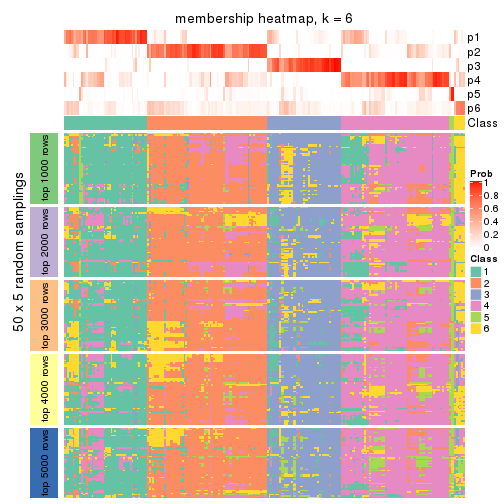 membership heatmap, k = 6
p1
p2
p3
p4
p5
p6
Class
50 x 5 random samplings
top 1000 rows
top 2000 rows
top 3000 rows
top 4000 rows
top 5000 rows
Prob
1
0.8
0.6
0.4
0.2
0
Class
1
2
3
4
5
6